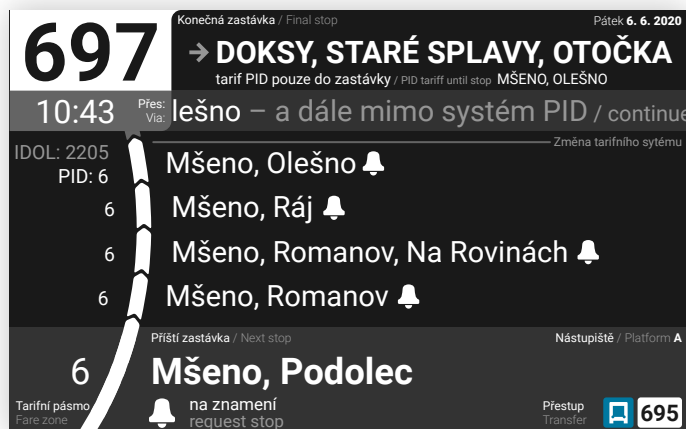 697
Konečná zastávka / Final stop
Pátek 6. 6. 2020
→ DOKSY, STARÉ SPLAVY, OTOČKA
tarif PID pouze do zastávky / PID tariff until stop MŠENO, OLEŠNO
10:43
Přes:
Via:
lešno – a dále mimo systém PID / continue
Změna tarifního sytému
IDOL: 2205
PID: 6
Mšeno, Olešno
6 Mšeno, Ráj
6 Mšeno, Romanov, Na Rovinách
6 Mšeno, Romanov
Příští zastávka / Next stop
Nástupiště / Platform A
6 Mšeno, Podolec
Tarifní pásmo
Fare zone
na znamení
request stop
Přestup
Transfer
695